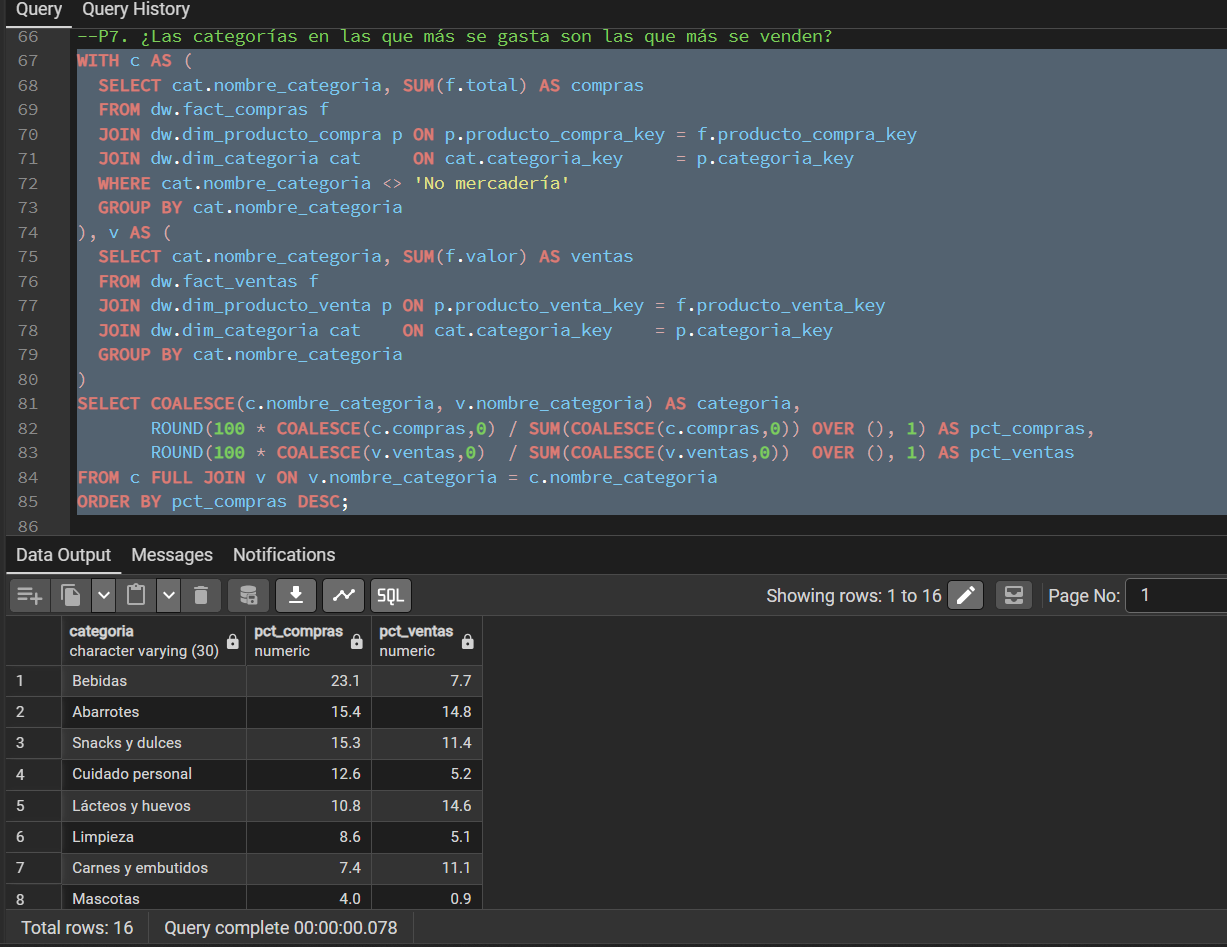 Query Query History
66 --P7. ¿Las categorías en las que más se gasta son las que más se venden?
67 WITH c AS (
68 SELECT cat.nombre_categoria, SUM(f.total) AS compras
69 FROM dw.fact_compras f
70 JOIN dw.dim_producto_compra p ON p.producto_compra_key = f.producto_compra_key
71 JOIN dw.dim_categoria cat ON cat.categoria_key = p.categoria_key
72 WHERE cat.nombre_categoria <> 'No mercadería'
73 GROUP BY cat.nombre_categoria
74 ), v AS (
75 SELECT cat.nombre_categoria, SUM(f.valor) AS ventas
76 FROM dw.fact_ventas f
77 JOIN dw.dim_producto_venta p ON p.producto_venta_key = f.producto_venta_key
78 JOIN dw.dim_categoria cat ON cat.categoria_key = p.categoria_key
79 GROUP BY cat.nombre_categoria
80 )
81 SELECT COALESCE(c.nombre_categoria, v.nombre_categoria) AS categoria,
82 ROUND(100 * COALESCE(c.compras,0) / SUM(COALESCE(c.compras,0)) OVER (), 1) AS pct_compras,
83 ROUND(100 * COALESCE(v.ventas,0) / SUM(COALESCE(v.ventas,0)) OVER (), 1) AS pct_ventas
84 FROM c FULL JOIN v ON v.nombre_categoria = c.nombre_categoria
85 ORDER BY pct_compras DESC;
86
Data Output Messages Notifications
SQL Showing rows: 1 to 16 Page No: 1
categoria pct_compras pct_ventas
character varying (30) numeric numeric
1 Bebidas 23.1 7.7
2 Abarrotes 15.4 14.8
3 Snacks y dulces 15.3 11.4
4 Cuidado personal 12.6 5.2
5 Lácteos y huevos 10.8 14.6
6 Limpieza 8.6 5.1
7 Carnes y embutidos 7.4 11.1
8 Mascotas 4.0 0.9
Total rows: 16 Query complete 00:00:00.078